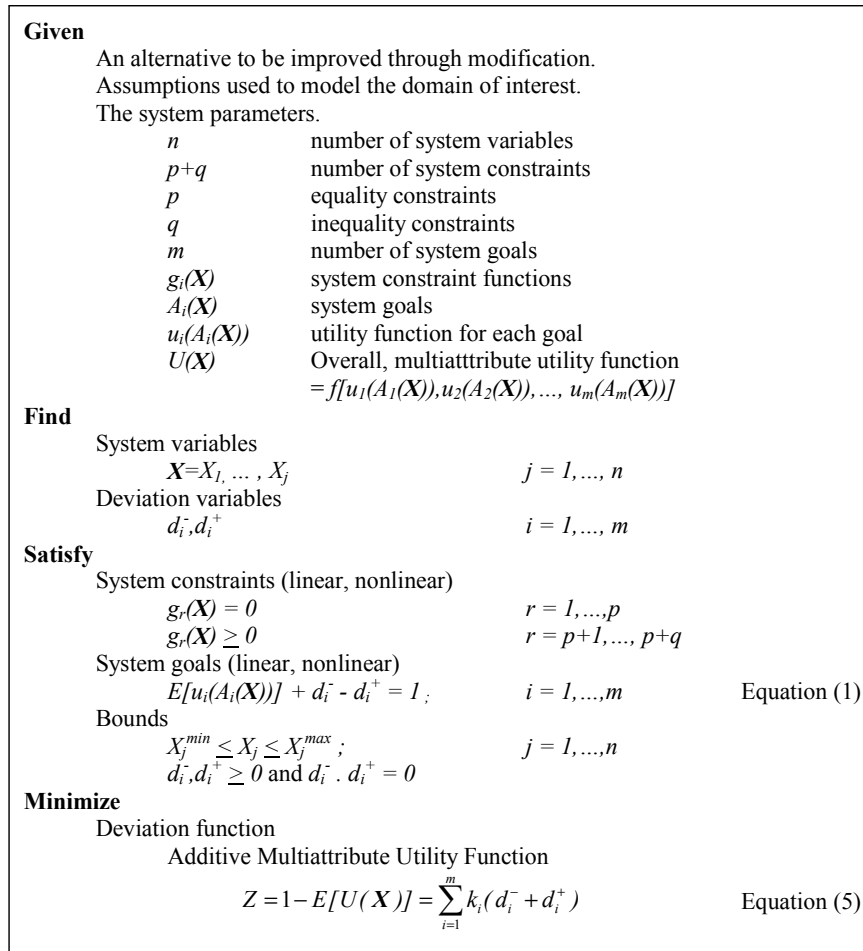 Given
An alternative to be improved through modification.
Assumptions used to model the domain of interest.
The system parameters.
n number of system variables
p+q number of system constraints
p equality constraints
q inequality constraints
m number of system goals
gᵢ(X) system constraint functions
Aᵢ(X) system goals
uᵢ(Aᵢ(X)) utility function for each goal
U(X) Overall, multiatttribute utility function
= f[u₁(A₁(X)),u₂(A₂(X)),..., uₘ(Aₘ(X))]
Find
System variables
X=X₁, ... , Xⱼ j = 1,..., n
Deviation variables
dᵢ⁻,dᵢ⁺ i = 1,..., m
Satisfy
System constraints (linear, nonlinear)
gᵣ(X) = 0 r = 1,...,p
gᵣ(X) ≥ 0 r = p+1,..., p+q
System goals (linear, nonlinear)
E[uᵢ(Aᵢ(X))] + dᵢ⁻ - dᵢ⁺ = 1 ; i = 1,...,m Equation (1)
Bounds
Xⱼᵐⁱⁿ ≤ Xⱼ ≤ Xⱼᵐᵃˣ ; j = 1,...,n
dᵢ⁻,dᵢ⁺ ≥ 0 and dᵢ⁻ . dᵢ⁺ = 0
Minimize
Deviation function
Additive Multiattribute Utility Function
Z = 1 − E[U(X)] = ∑ᵢ₌₁ᵐ kᵢ(dᵢ⁻ + dᵢ⁺) Equation (5)